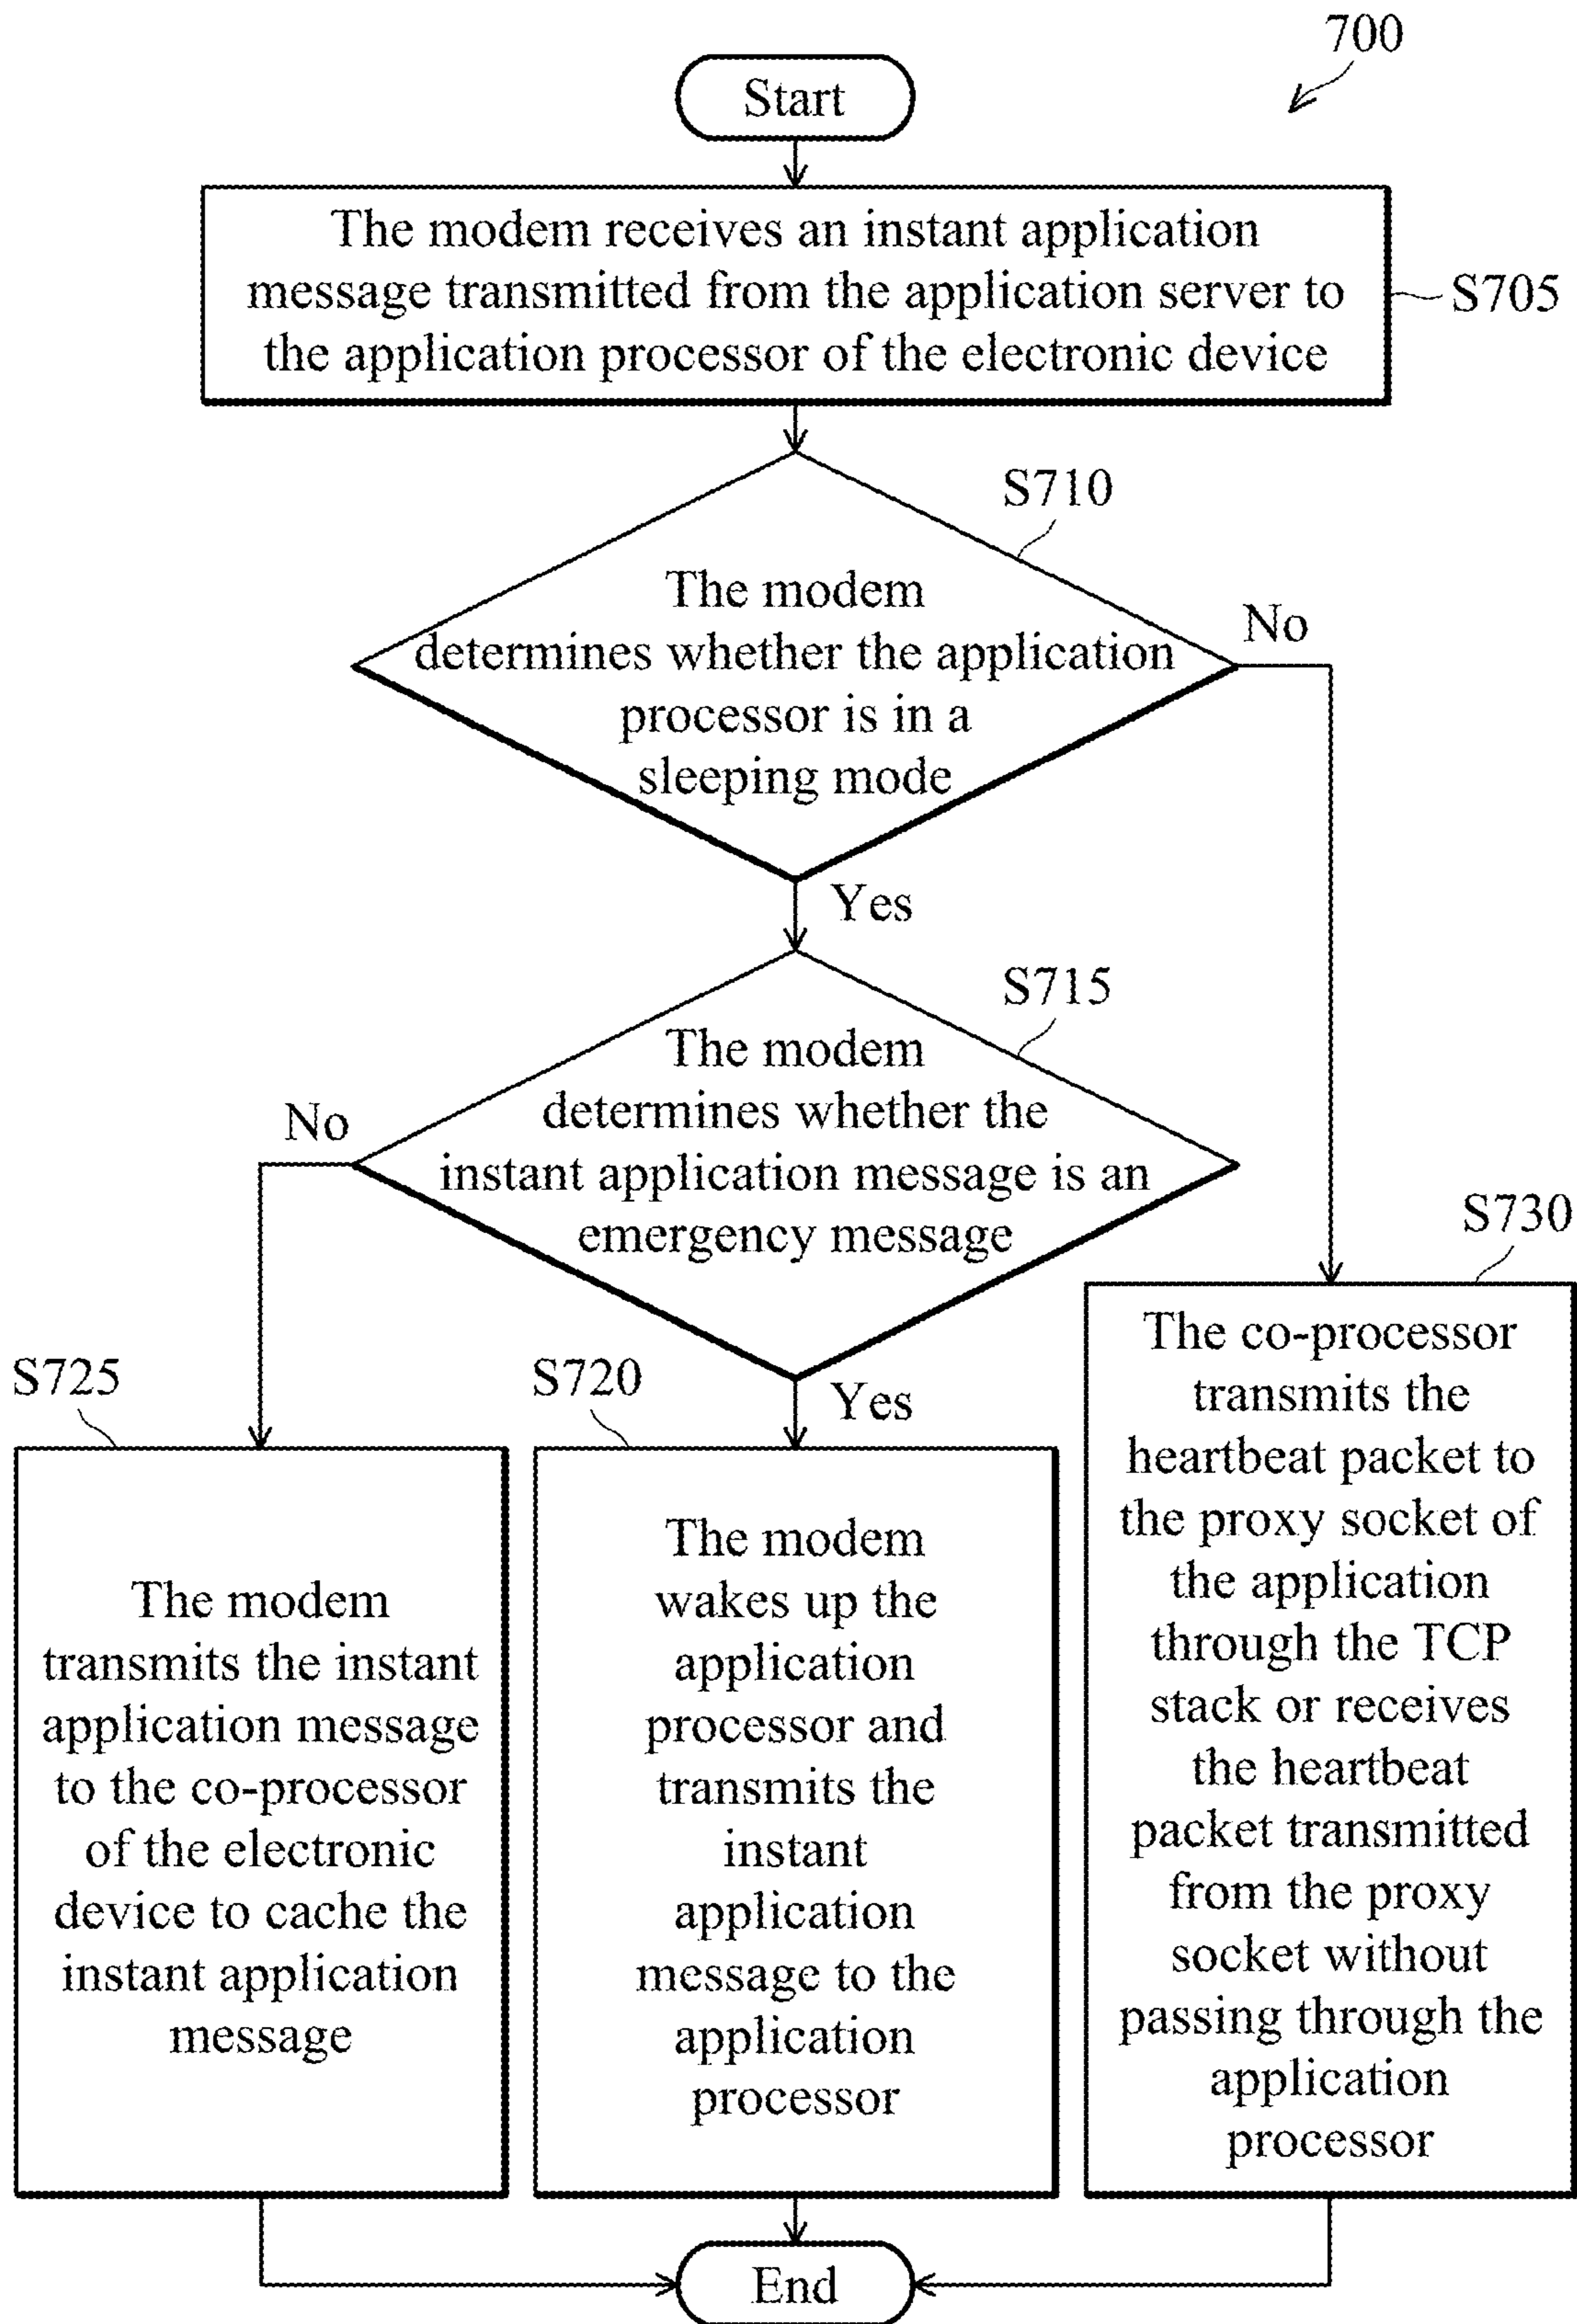 700
Start
The modem receives an instant application
message transmitted from the application server to
the application processor of the electronic device
S705
S710
The modem
determines whether the application
processor is in a
sleeping mode
No
Yes
S715
The modem
determines whether the
instant application message is an
emergency message
No
Yes
S725
The modem
transmits the instant
application message
to the co-processor
of the electronic
device to cache the
instant application
message
S720
The modem
wakes up the
application
processor and
transmits the
instant
application
message to the
application
processor
S730
The co-processor
transmits the
heartbeat packet to
the proxy socket of
the application
through the TCP
stack or receives
the heartbeat
packet transmitted
from the proxy
socket without
passing through the
application
processor
End